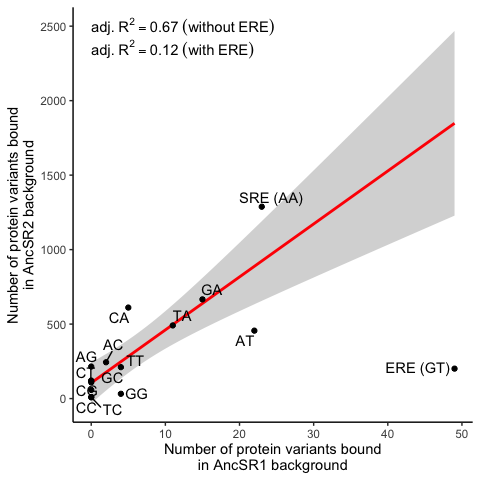 adj. R2 = 0.67 (without ERE)
adj. R2 = 0.12 (with ERE)
2500
2000
1500
1000
500
0
Number of protein variants bound
in AncSR2 background
SRE (AA)
GA
TA
CA
AT
AC
AG
TT
GC
GG
CC
TC
ERE (GT)
0
10
20
30
40
50
Number of protein variants bound
in AncSR1 background